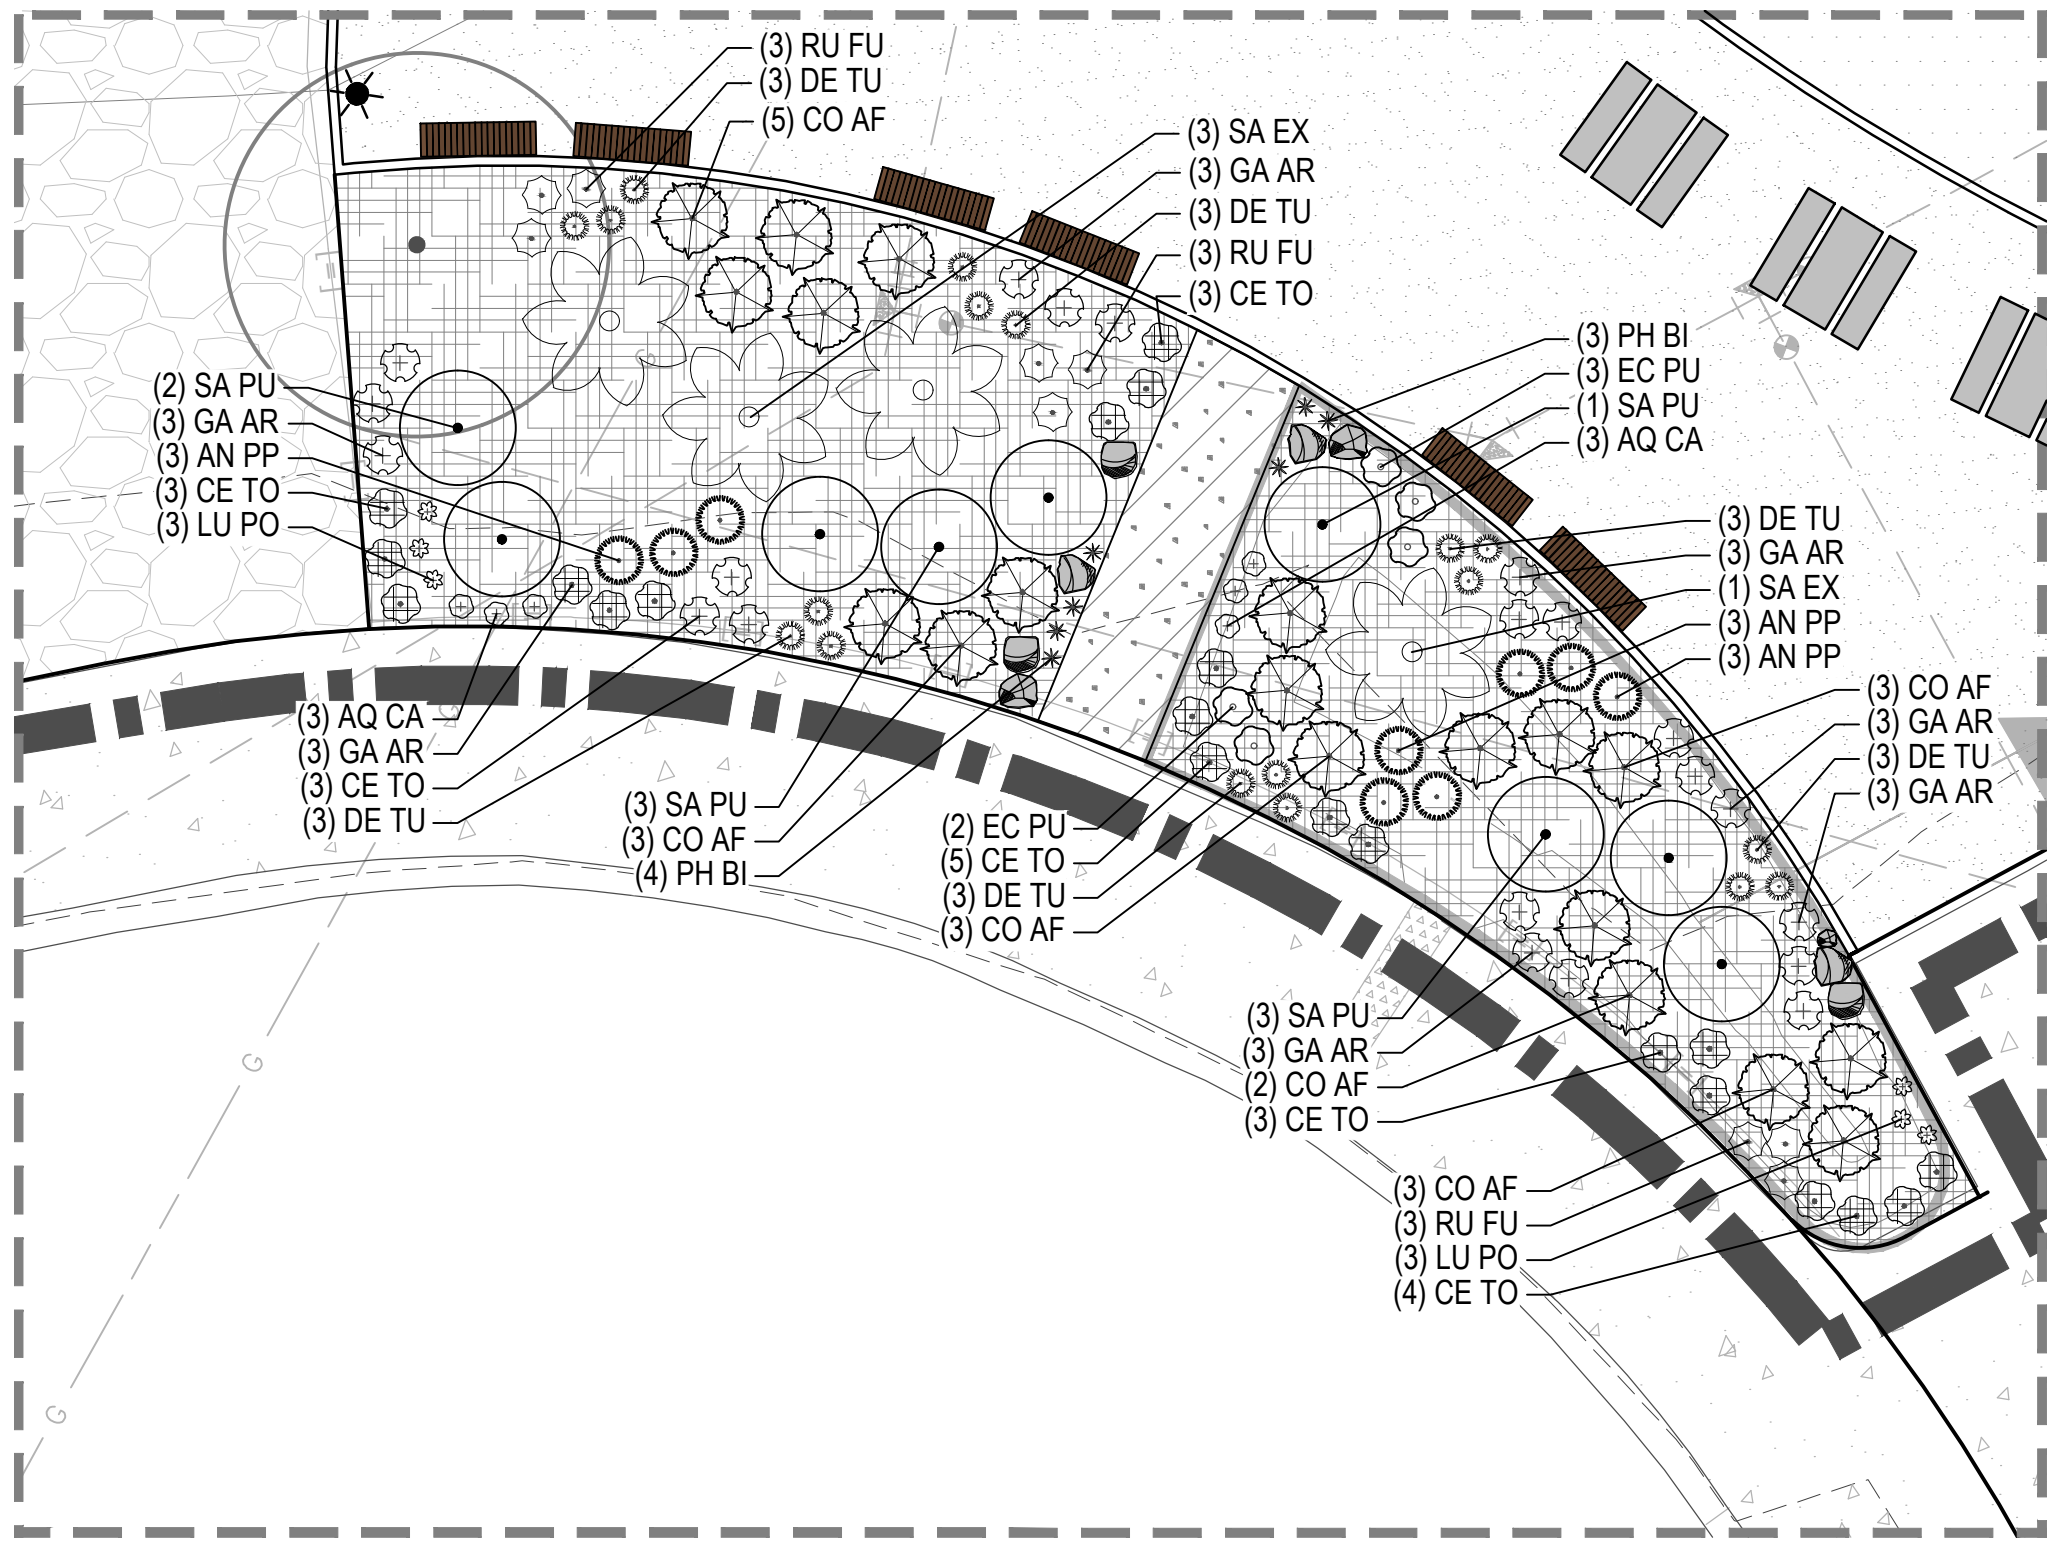 (3) RU FU
(3) DE TU
(5) CO AF
(3) SA EX
(3) GA AR
(3) DE TU
(3) RU FU
(3) CE TO
(3) PH BI
(3) EC PU
(1) SA PU
(3) AQ CA
(2) SA PU
(3) GA AR
(3) AN PP
(3) CE TO
(3) LU PO
(3) DE TU
(3) GA AR
(1) SA EX
(3) AN PP
(3) AN PP
(3) CO AF
(3) GA AR
(3) DE TU
(3) GA AR
(3) AQ CA
(3) GA AR
(3) CE TO
(3) DE TU
(3) SA PU
(3) CO AF
(4) PH BI
(2) EC PU
(5) CE TO
(3) DE TU
(3) CO AF
(3) SA PU
(3) GA AR
(2) CO AF
(3) CE TO
(3) CO AF
(3) RU FU
(3) LU PO
(4) CE TO
G
G
G
G